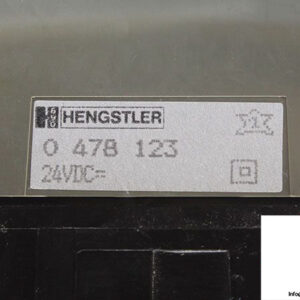 HENGSTLER
0 478 123
24VDC=